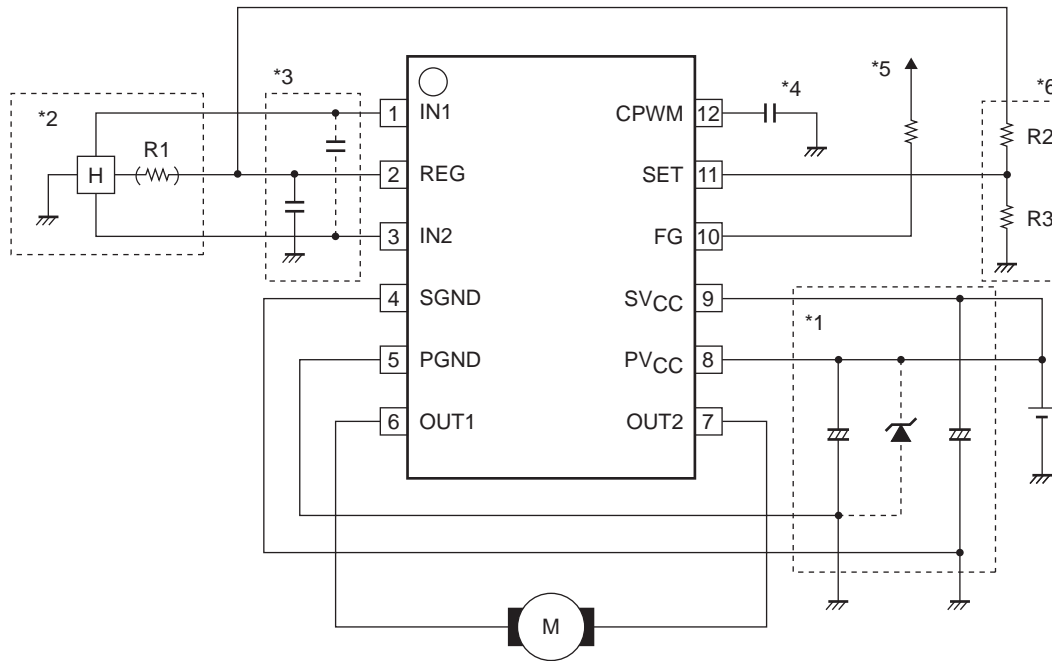 *3
*5
*6
*2
*4
1
IN1
CPWM
12
R1
R2
H
2
REG
SET
11
R3
3
IN2
FG
10
4
SGND
SVCC
9
*1
5
PGND
PVCC
8
6
OUT1
OUT2
7
M